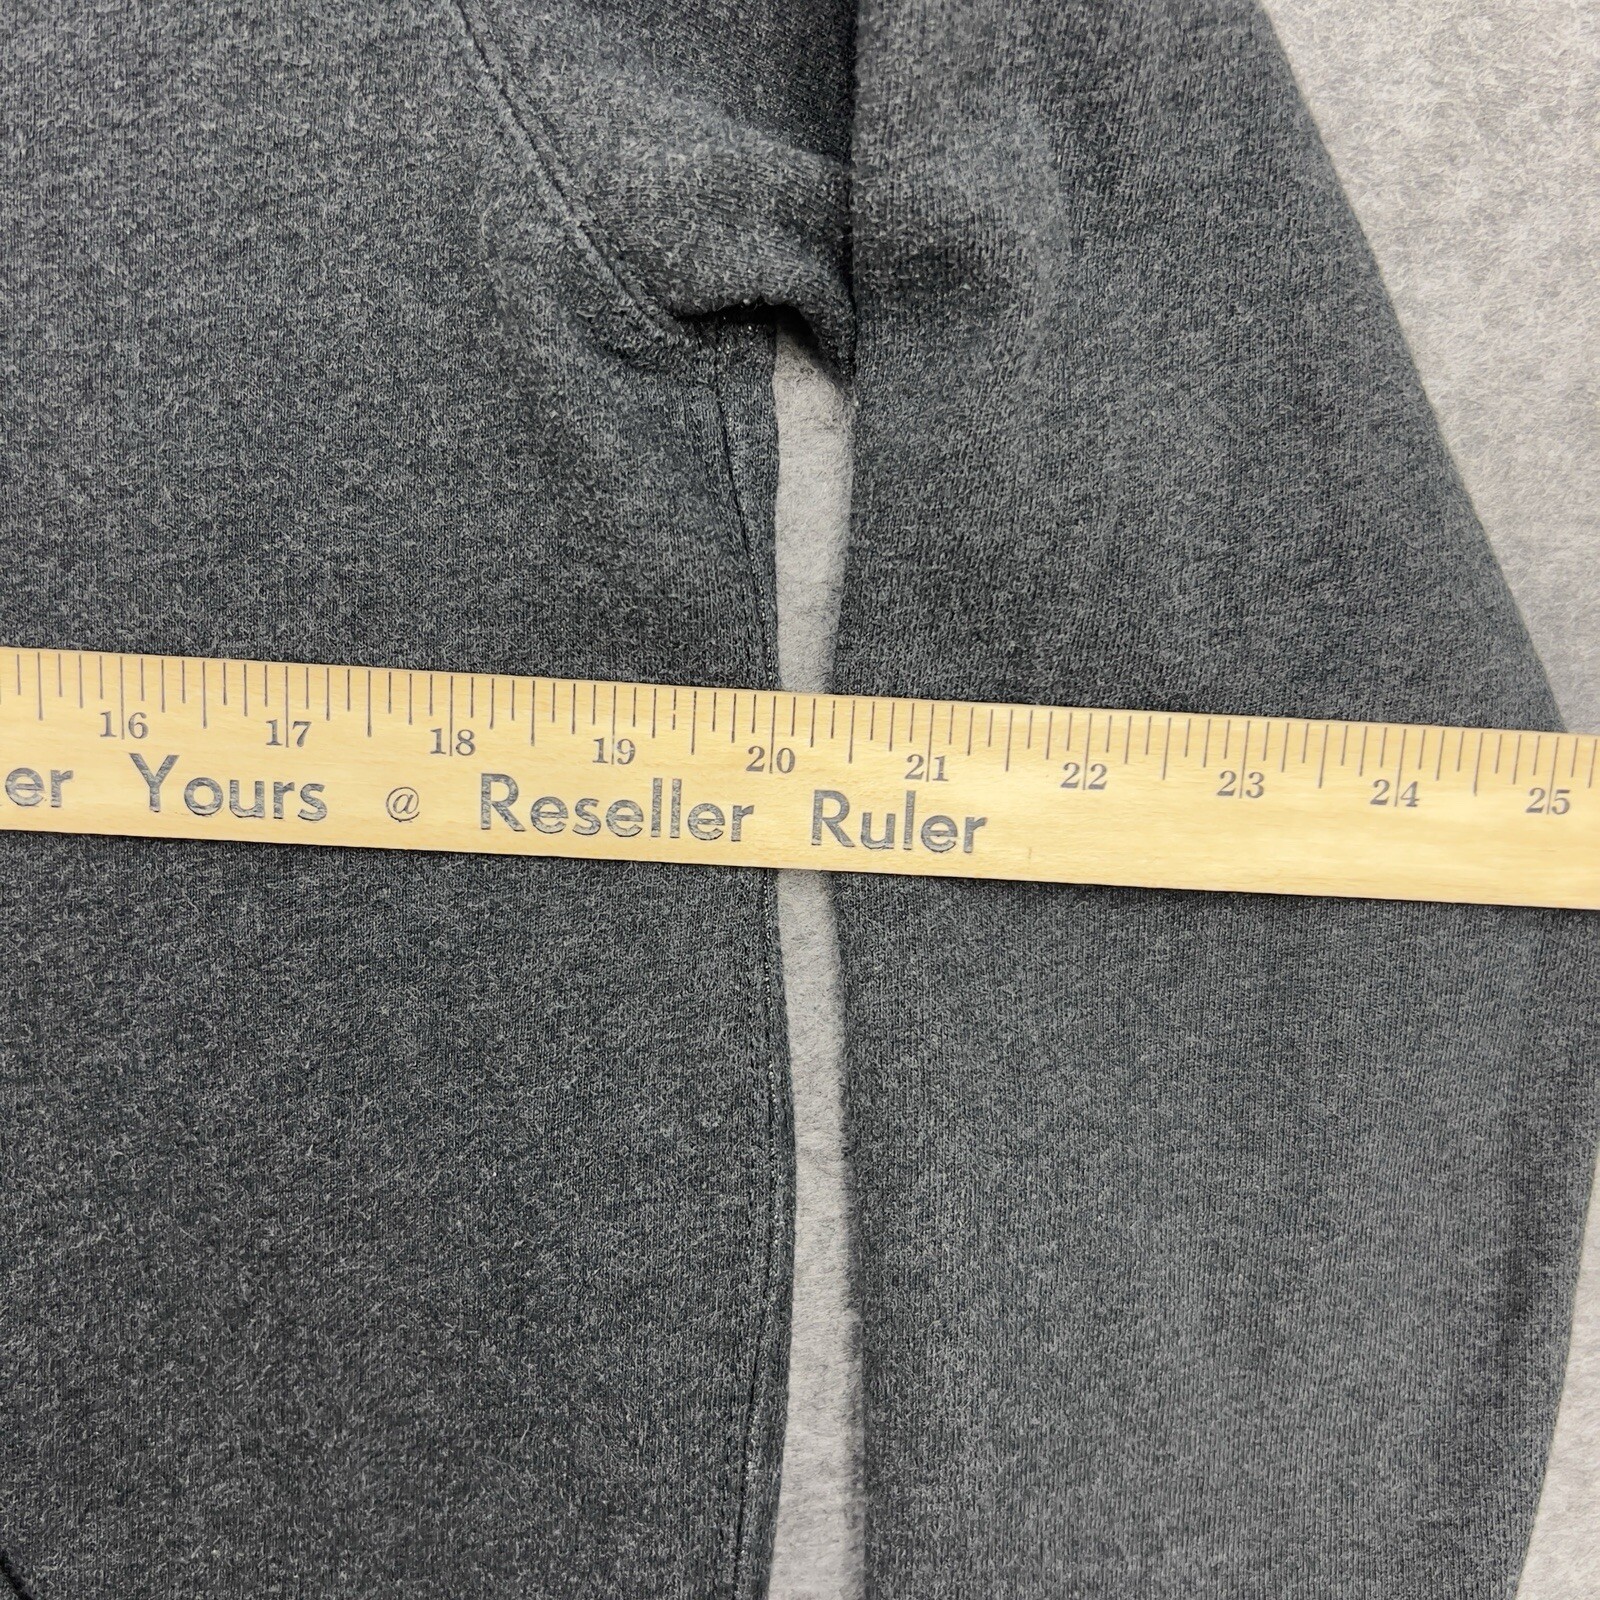 16 17 18 19 20 21 22 23 24 25
er Yours @ Reseller Ruler